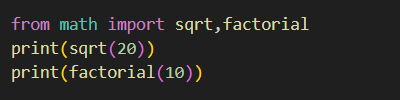 from math import sqrt,factorial
print(sqrt(20))
print(factorial(10))